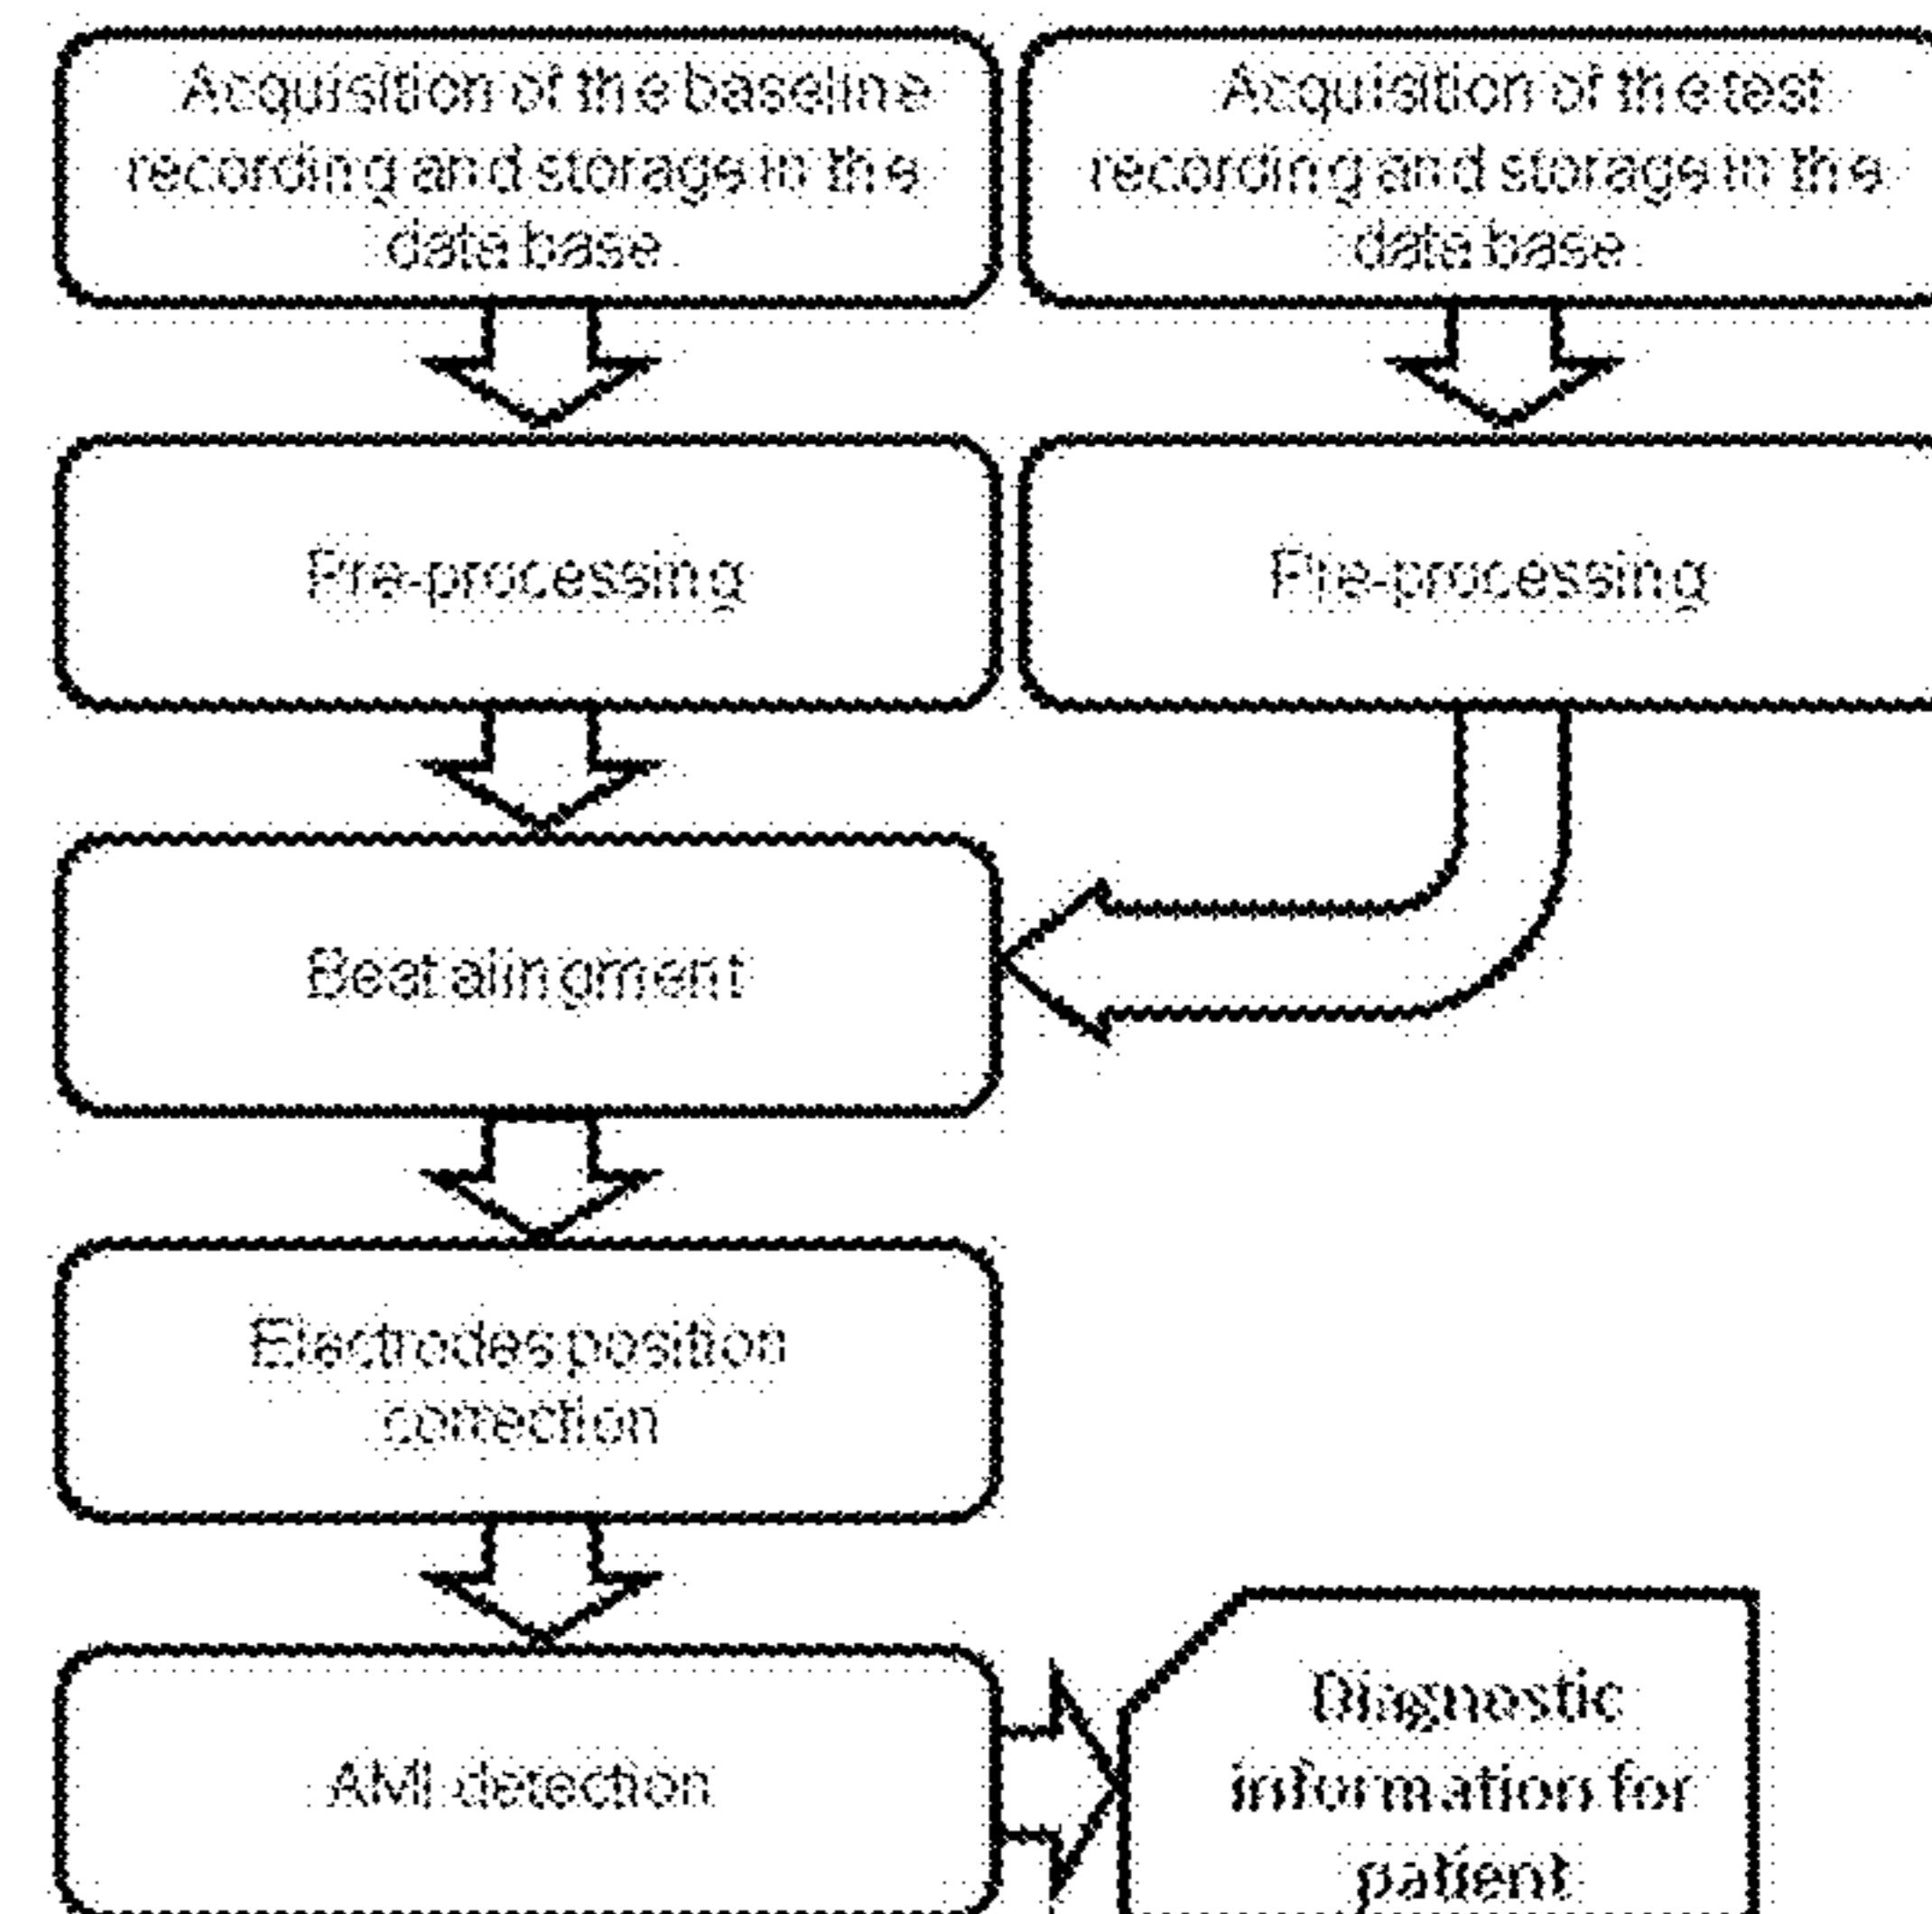 Acquisition of the baseline
recording and storage in the
data base
Acquisition of the test
recording and storage in the
data base
Pre-processing
Pre-processing
Beat alingment
Electrodes position
correction
AMI detection
Diagnostic
information for
patient